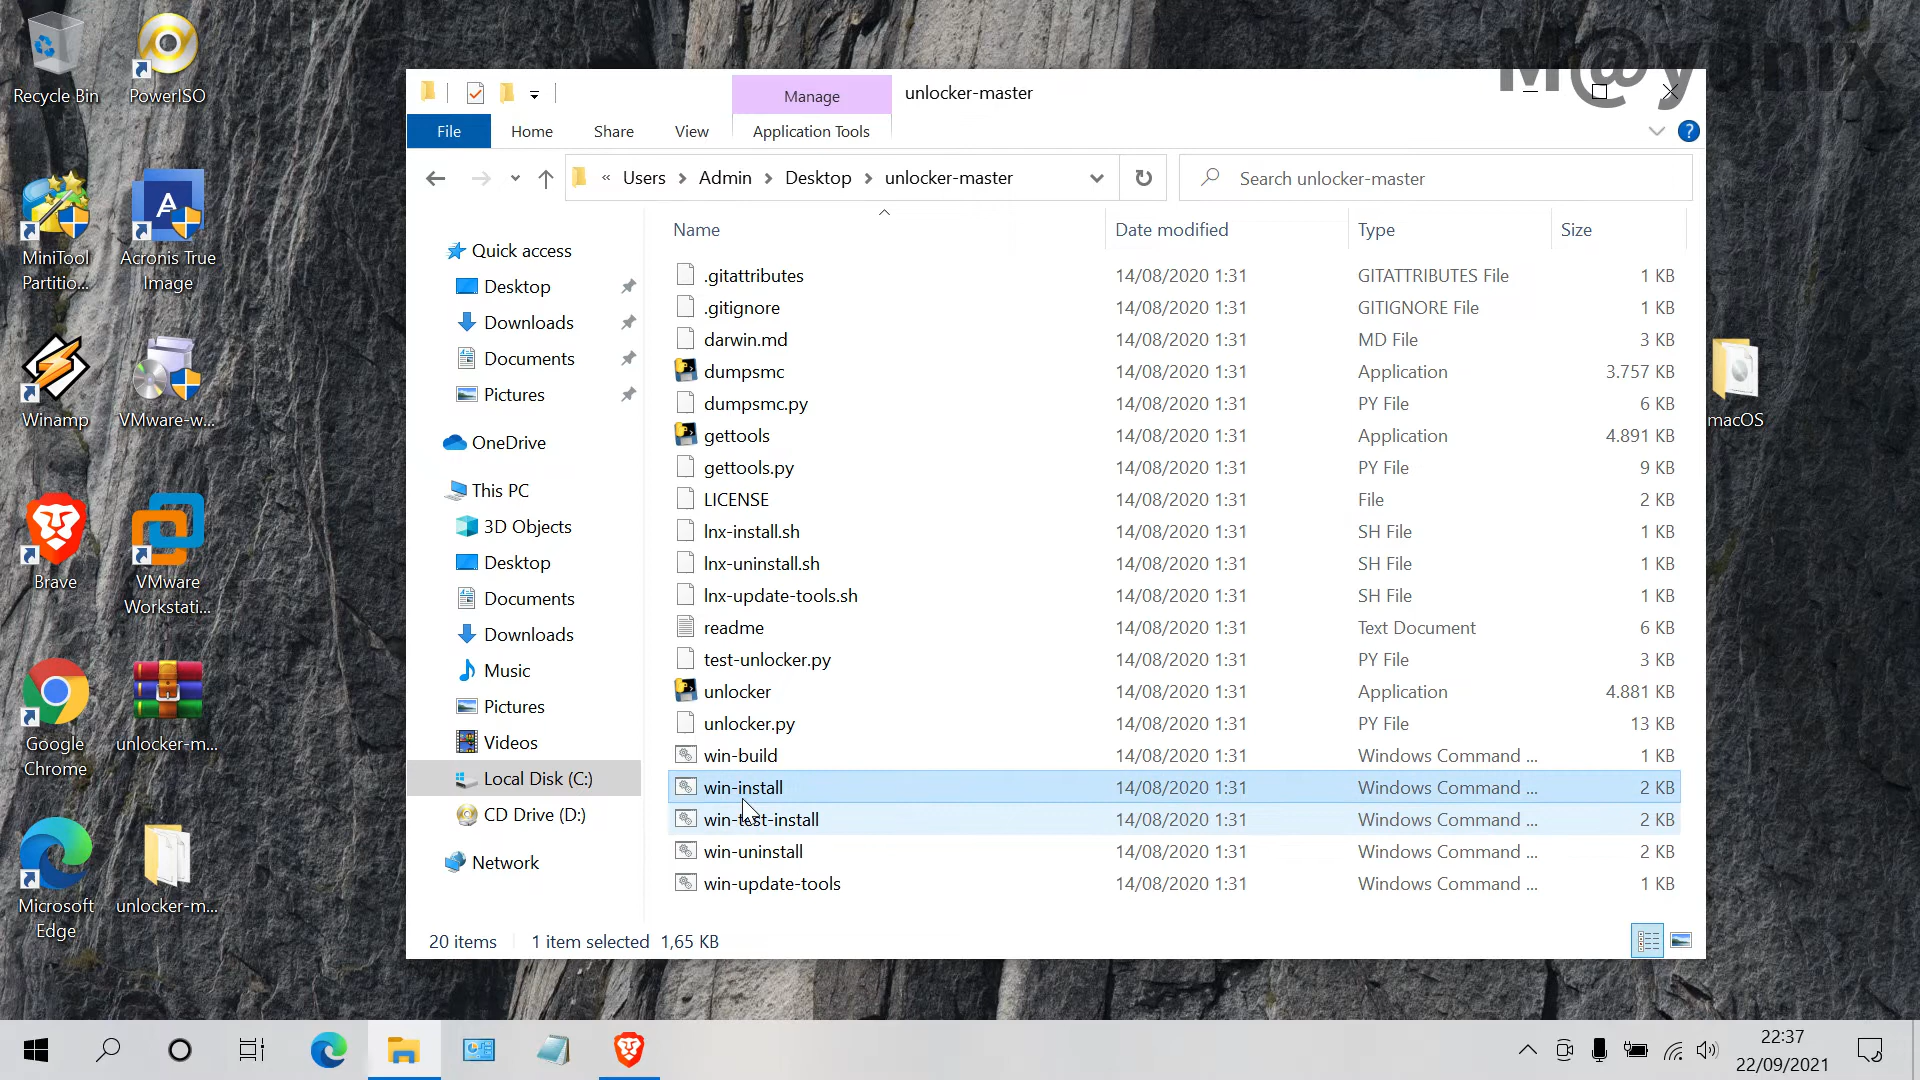 M@yunix
Recycle Bin
PowerISO
MiniTool
Partitio...
Acronis True
Image
Winamp
VMware-w...
Brave
VMware
Workstati...
Google
Chrome
unlocker-m...
Microsoft
Edge
unlocker-m...
macOS
Manage
unlocker-master
File
Home
Share
View
Application Tools
« Users > Admin > Desktop > unlocker-master
Search unlocker-master
Quick access
Desktop
Downloads
Documents
Pictures
OneDrive
This PC
3D Objects
Desktop
Documents
Downloads
Music
Pictures
Videos
Local Disk (C:)
CD Drive (D:)
Network
Name Date modified Type Size
.gitattributes 14/08/2020 1:31 GITATTRIBUTES File 1 KB
.gitignore 14/08/2020 1:31 GITIGNORE File 1 KB
darwin.md 14/08/2020 1:31 MD File 3 KB
dumpsmc 14/08/2020 1:31 Application 3.757 KB
dumpsmc.py 14/08/2020 1:31 PY File 6 KB
gettools 14/08/2020 1:31 Application 4.891 KB
gettools.py 14/08/2020 1:31 PY File 9 KB
LICENSE 14/08/2020 1:31 File 2 KB
lnx-install.sh 14/08/2020 1:31 SH File 1 KB
lnx-uninstall.sh 14/08/2020 1:31 SH File 1 KB
lnx-update-tools.sh 14/08/2020 1:31 SH File 1 KB
readme 14/08/2020 1:31 Text Document 6 KB
test-unlocker.py 14/08/2020 1:31 PY File 3 KB
unlocker 14/08/2020 1:31 Application 4.881 KB
unlocker.py 14/08/2020 1:31 PY File 13 KB
win-build 14/08/2020 1:31 Windows Command ... 1 KB
win-install 14/08/2020 1:31 Windows Command ... 2 KB
win-test-install 14/08/2020 1:31 Windows Command ... 2 KB
win-uninstall 14/08/2020 1:31 Windows Command ... 2 KB
win-update-tools 14/08/2020 1:31 Windows Command ... 1 KB
20 items 1 item selected 1,65 KB
22:37
22/09/2021